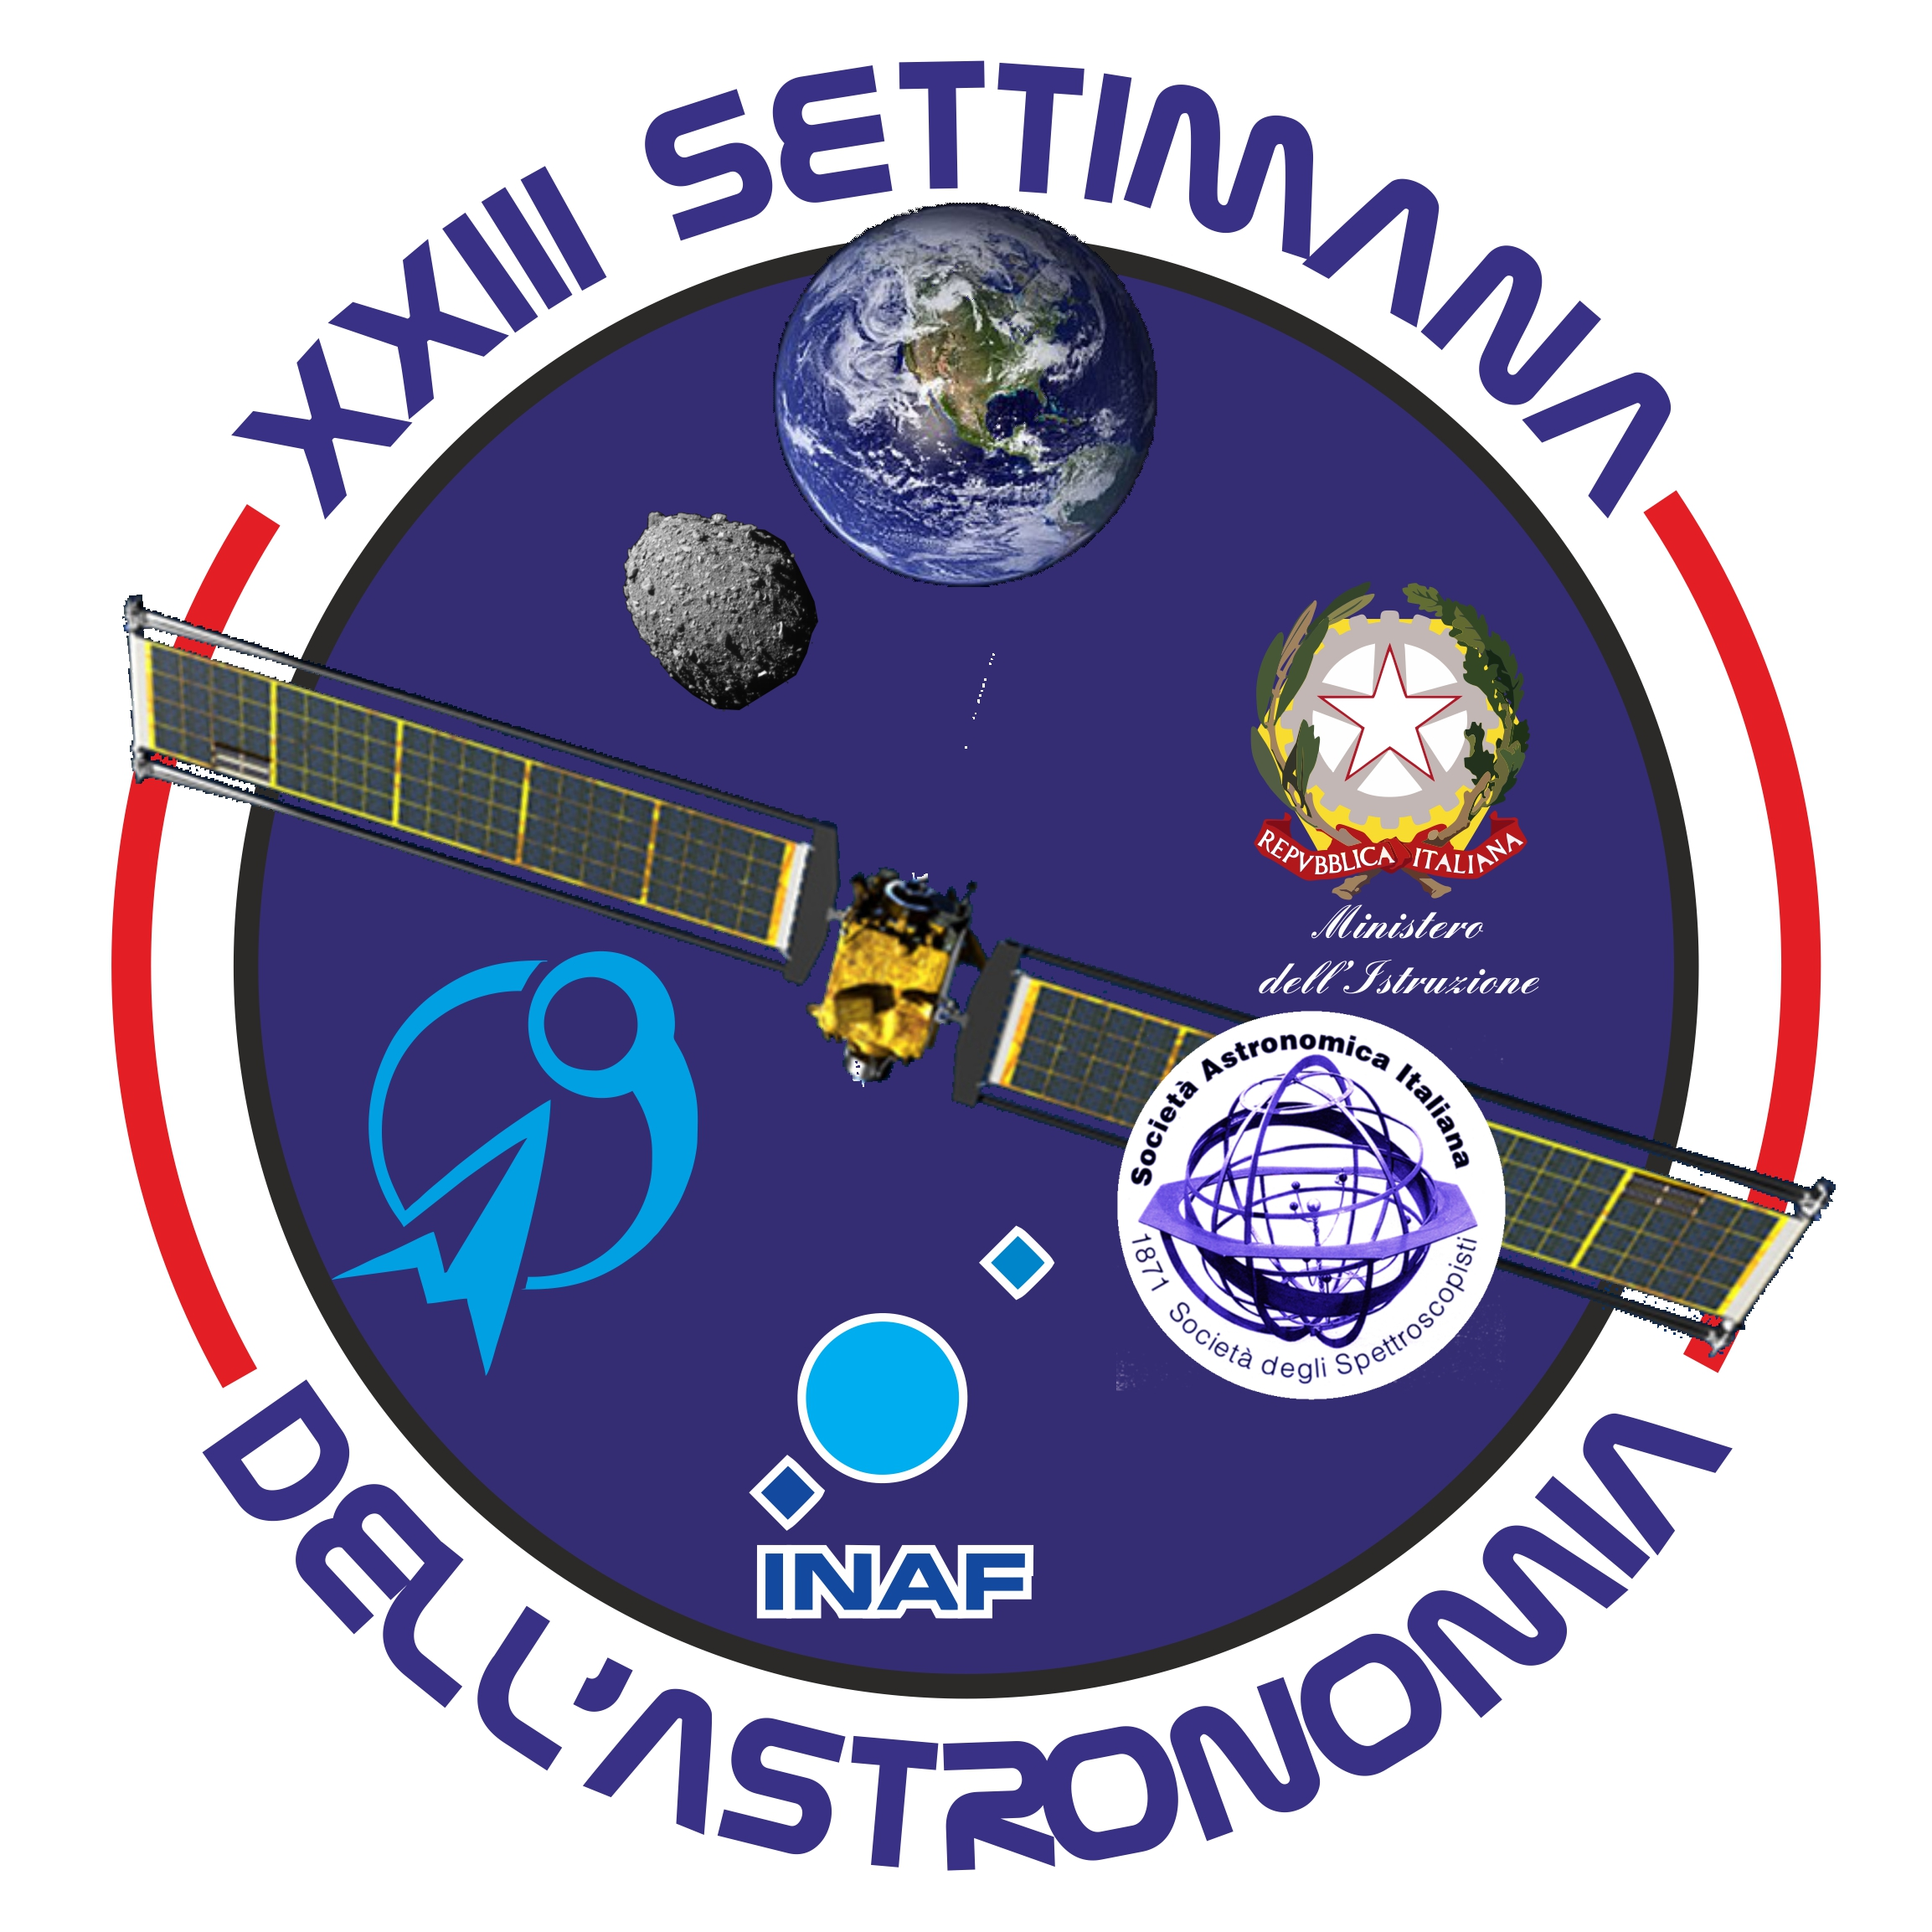 XXIII SETTIMANA
REPVBBLICA ITALIANA
Ministero
dell'Istruzione
Società Astronomica Italiana
1871 Società degli Spettroscopisti
INAF
DELL'ASTRONOMIA